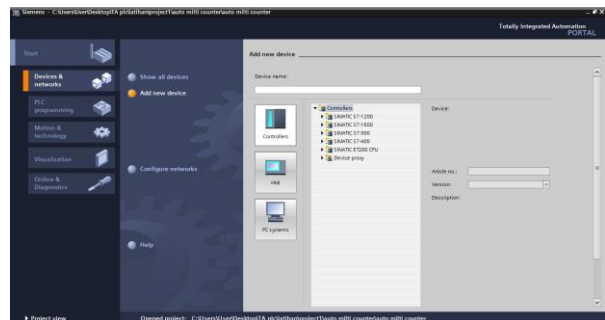 Siemens - C:\Users\User\Desktop\TA plc\latihan\project1\auto milti counter\auto milti counter
Totally Integrated Automation
PORTAL
Start
Devices &
networks
PLC
programming
Motion &
technology
Visualization
Online &
Diagnostics
Show all devices
Add new device
Configure networks
Help
Add new device
Device name:
Controllers
HMI
PC systems
Controllers
SIMATIC S7-1200
SIMATIC S7-1500
SIMATIC S7-300
SIMATIC S7-400
SIMATIC ET200 CPU
Device proxy
Device:
Article no.:
Version:
Description:
Project view
Opened project: C:\Users\User\Desktop\TA plc\latihan\project1\auto milti counter\auto milti counter